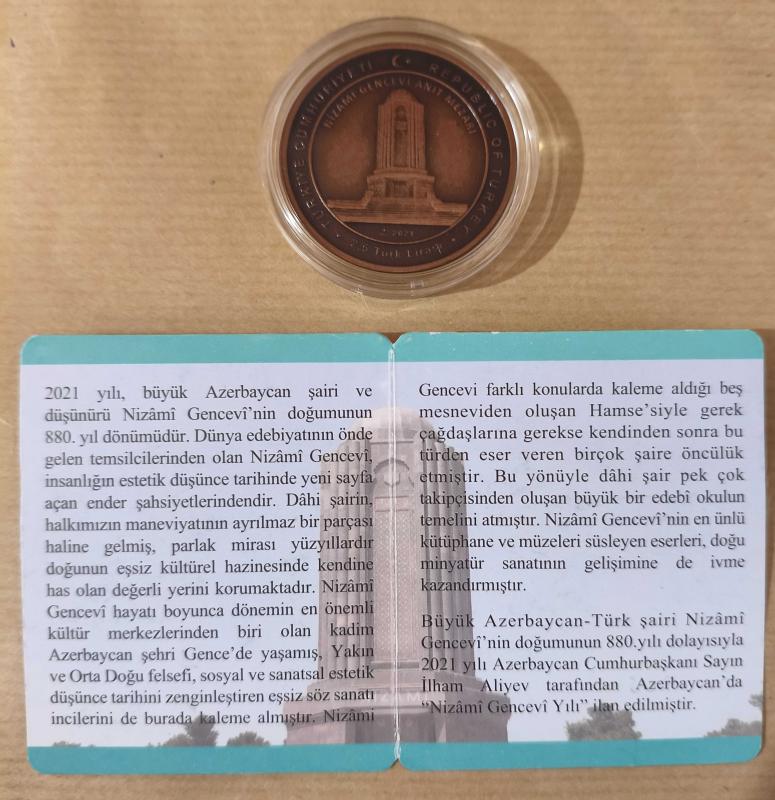 TÜRKİYE CUMHURİYETİ REPUBLIC OF TURKEY
NİZAMİ GENCEVİ ANIT MEZARI
2021
2.5 Türk Lirası
2021 yılı, büyük Azerbaycan şairi ve
düşünürü Nizâmî Gencevî’nin doğumunun
880. yıl dönümüdür. Dünya edebiyatının önde
gelen temsilcilerinden olan Nizâmî Gencevî,
insanlığın estetik düşünce tarihinde yeni sayfa
açan ender şahsiyetlerindendir. Dâhi şairin,
halkımızın maneviyatının ayrılmaz bir parçası
haline gelmiş, parlak mirası yüzyıllardır
doğunun eşsiz kültürel hazinesinde kendine
has olan değerli yerini korumaktadır. Nizâmî
Gencevî hayatı boyunca dönemin en önemli
kültür merkezlerinden biri olan kadim
Azerbaycan şehri Gence’de yaşamış, Yakın
ve Orta Doğu felsefi, sosyal ve sanatsal estetik
düşünce tarihini zenginleştiren eşsiz söz sanatı
incilerini de burada kaleme almıştır. Nizâmî
Gencevi farklı konularda kaleme aldığı beş
mesneviden oluşan Hamse’siyle gerek
çağdaşlarına gerekse kendinden sonra bu
türden eser veren birçok şaire öncülük
etmiştir. Bu yönüyle dâhi şair pek çok
takipçisinden oluşan büyük bir edebî okulun
temelini atmıştır. Nizâmî Gencevî’nin en ünlü
kütüphane ve müzeleri süsleyen eserleri, doğu
minyatür sanatının gelişimine de ivme
kazandırmıştır.
Büyük Azerbaycan-Türk şairi Nizâmî
Gencevî’nin doğumunun 880.yılı dolayısıyla
2021 yılı Azerbaycan Cumhurbaşkanı Sayın
İlham Aliyev tarafından Azerbaycan’da
“Nizâmî Gencevî Yılı” ilan edilmiştir.